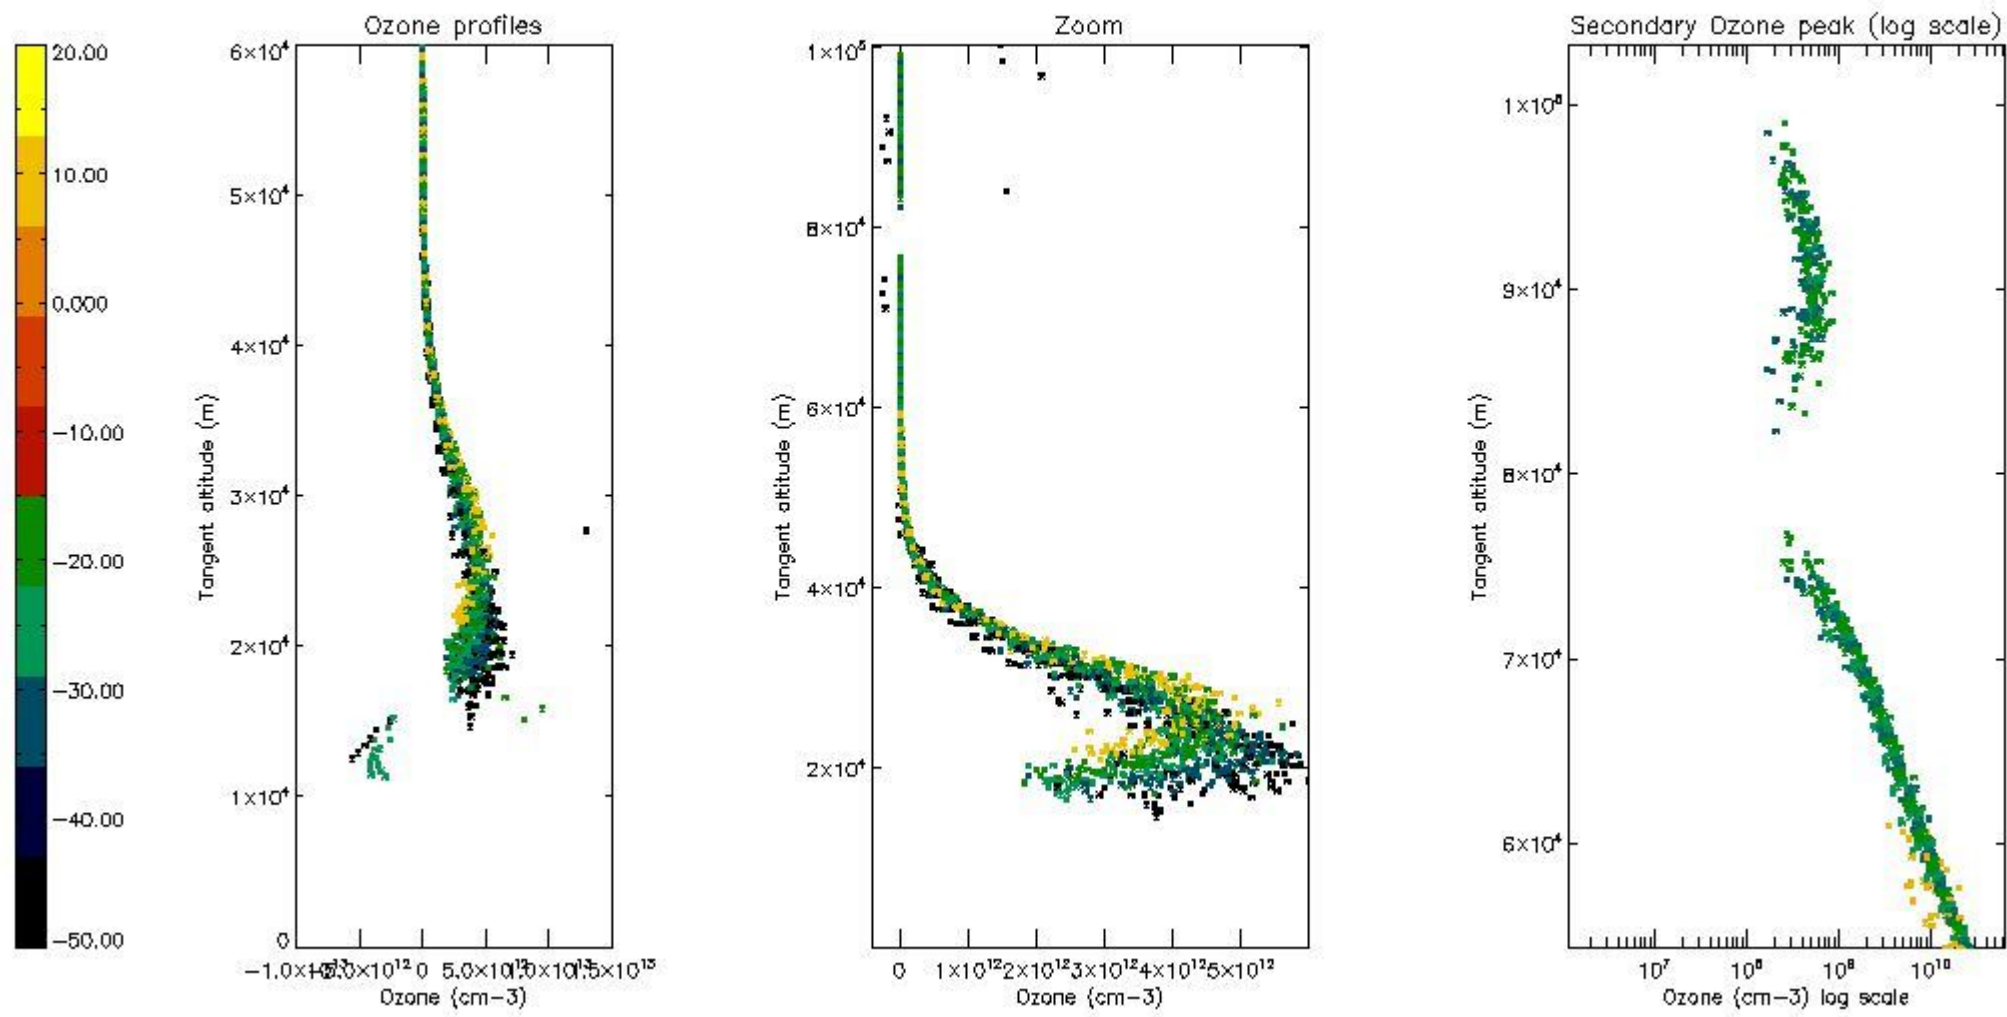 Ozone profiles
Zoom
Secondary Ozone peak (log scale)
20.00
10.00
0.000
−10.00
−20.00
−30.00
−40.00
−50.00
Tangent altitude (m)
6×10⁴
5×10⁴
4×10⁴
3×10⁴
2×10⁴
1×10⁴
0
0
Ozone (cm−3)
Tangent altitude (m)
1×10⁵
8×10⁴
6×10⁴
4×10⁴
2×10⁴
0 1×10¹² 2×10¹² 3×10¹² 4×10¹² 5×10¹²
Ozone (cm−3)
Tangent altitude (m)
9×10⁴
8×10⁴
7×10⁴
6×10⁴
10⁷ 10⁸ 10⁹ 10¹⁰
Ozone (cm−3) log scale